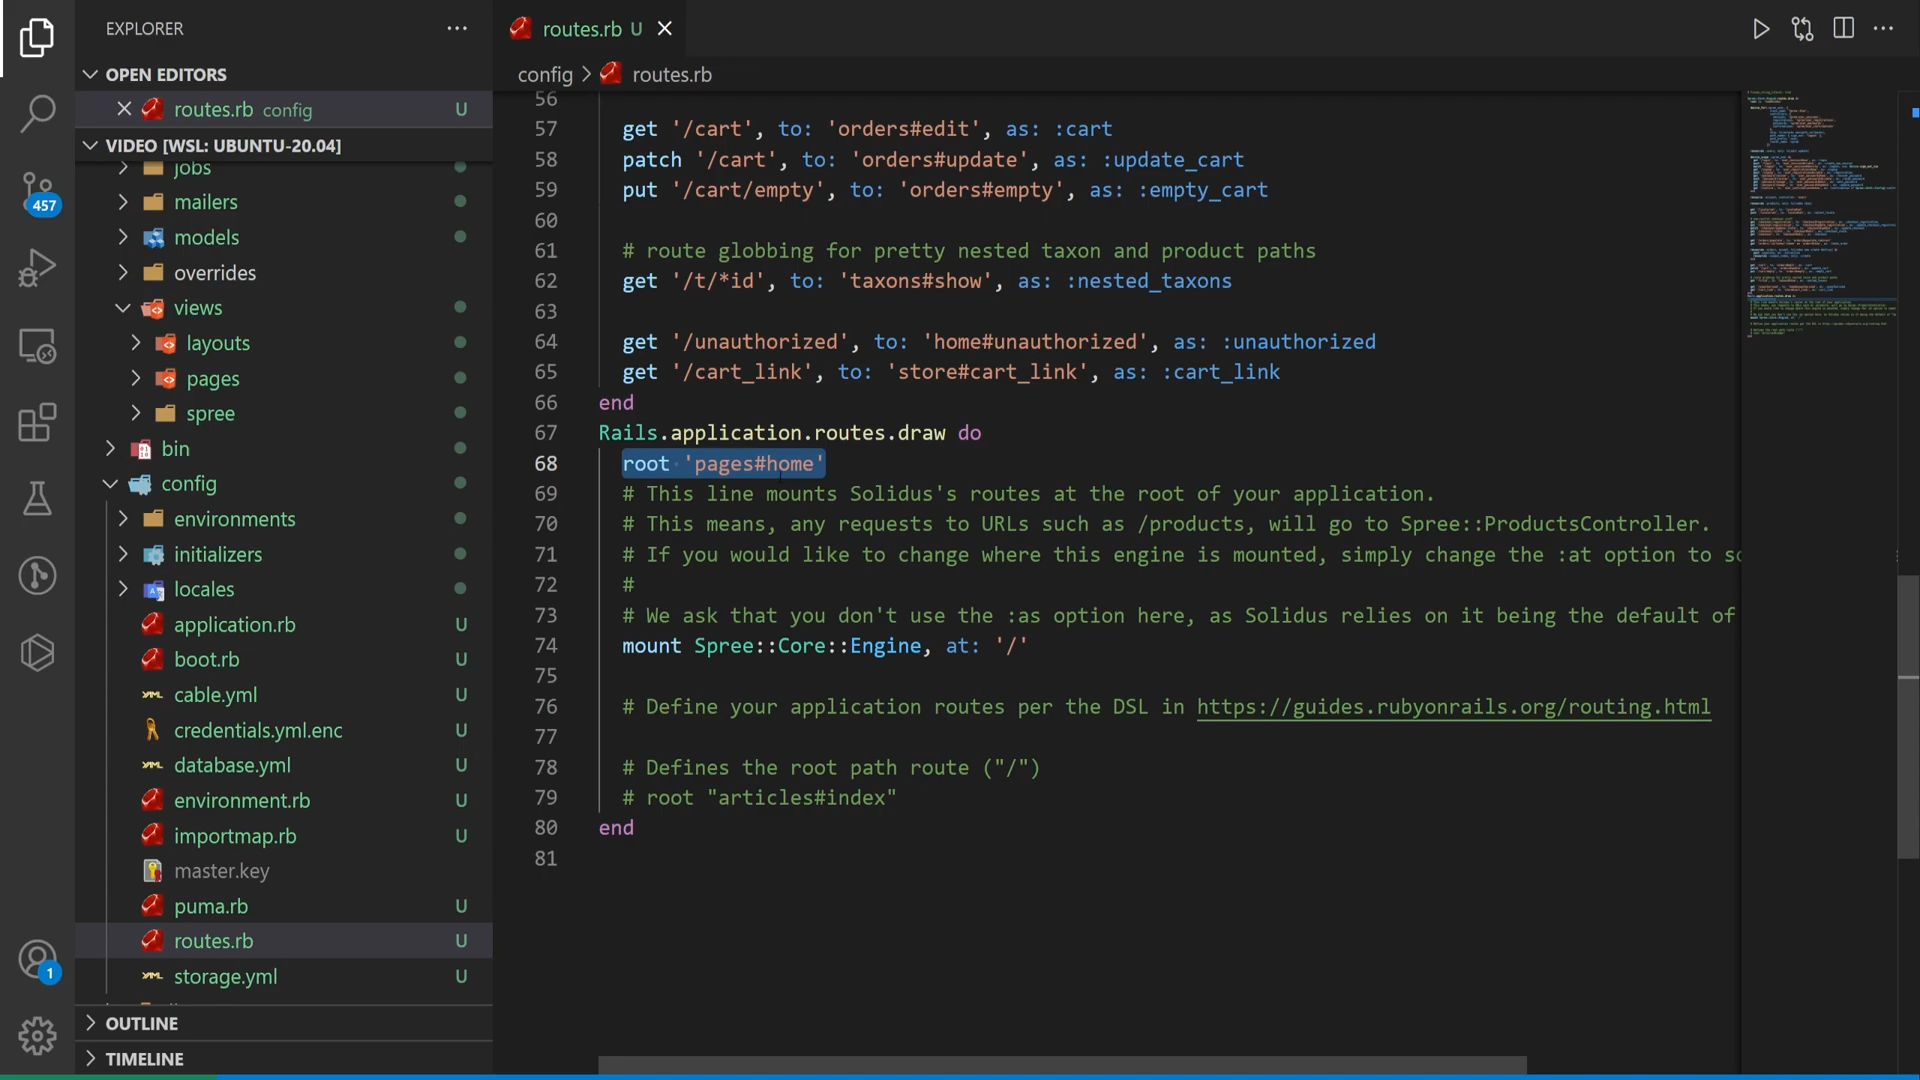 EXPLORER
routes.rb U
OPEN EDITORS
routes.rb config U
config > routes.rb
VIDEO [WSL: UBUNTU-20.04]
jobs
mailers
models
overrides
views
layouts
pages
spree
bin
config
environments
initializers
locales
application.rb U
boot.rb U
cable.yml U
credentials.yml.enc U
database.yml U
environment.rb U
importmap.rb U
master.key
puma.rb U
routes.rb U
storage.yml U
OUTLINE
TIMELINE
457
1
56
57 get '/cart', to: 'orders#edit', as: :cart
58 patch '/cart', to: 'orders#update', as: :update_cart
59 put '/cart/empty', to: 'orders#empty', as: :empty_cart
60
61 # route globbing for pretty nested taxon and product paths
62 get '/t/*id', to: 'taxons#show', as: :nested_taxons
63
64 get '/unauthorized', to: 'home#unauthorized', as: :unauthorized
65 get '/cart_link', to: 'store#cart_link', as: :cart_link
66 end
67 Rails.application.routes.draw do
68 root 'pages#home'
69 # This line mounts Solidus's routes at the root of your application.
70 # This means, any requests to URLs such as /products, will go to Spree::ProductsController.
71 # If you would like to change where this engine is mounted, simply change the :at option to so
72 #
73 # We ask that you don't use the :as option here, as Solidus relies on it being the default of
74 mount Spree::Core::Engine, at: '/'
75
76 # Define your application routes per the DSL in https://guides.rubyonrails.org/routing.html
77
78 # Defines the root path route ("/")
79 # root "articles#index"
80 end
81